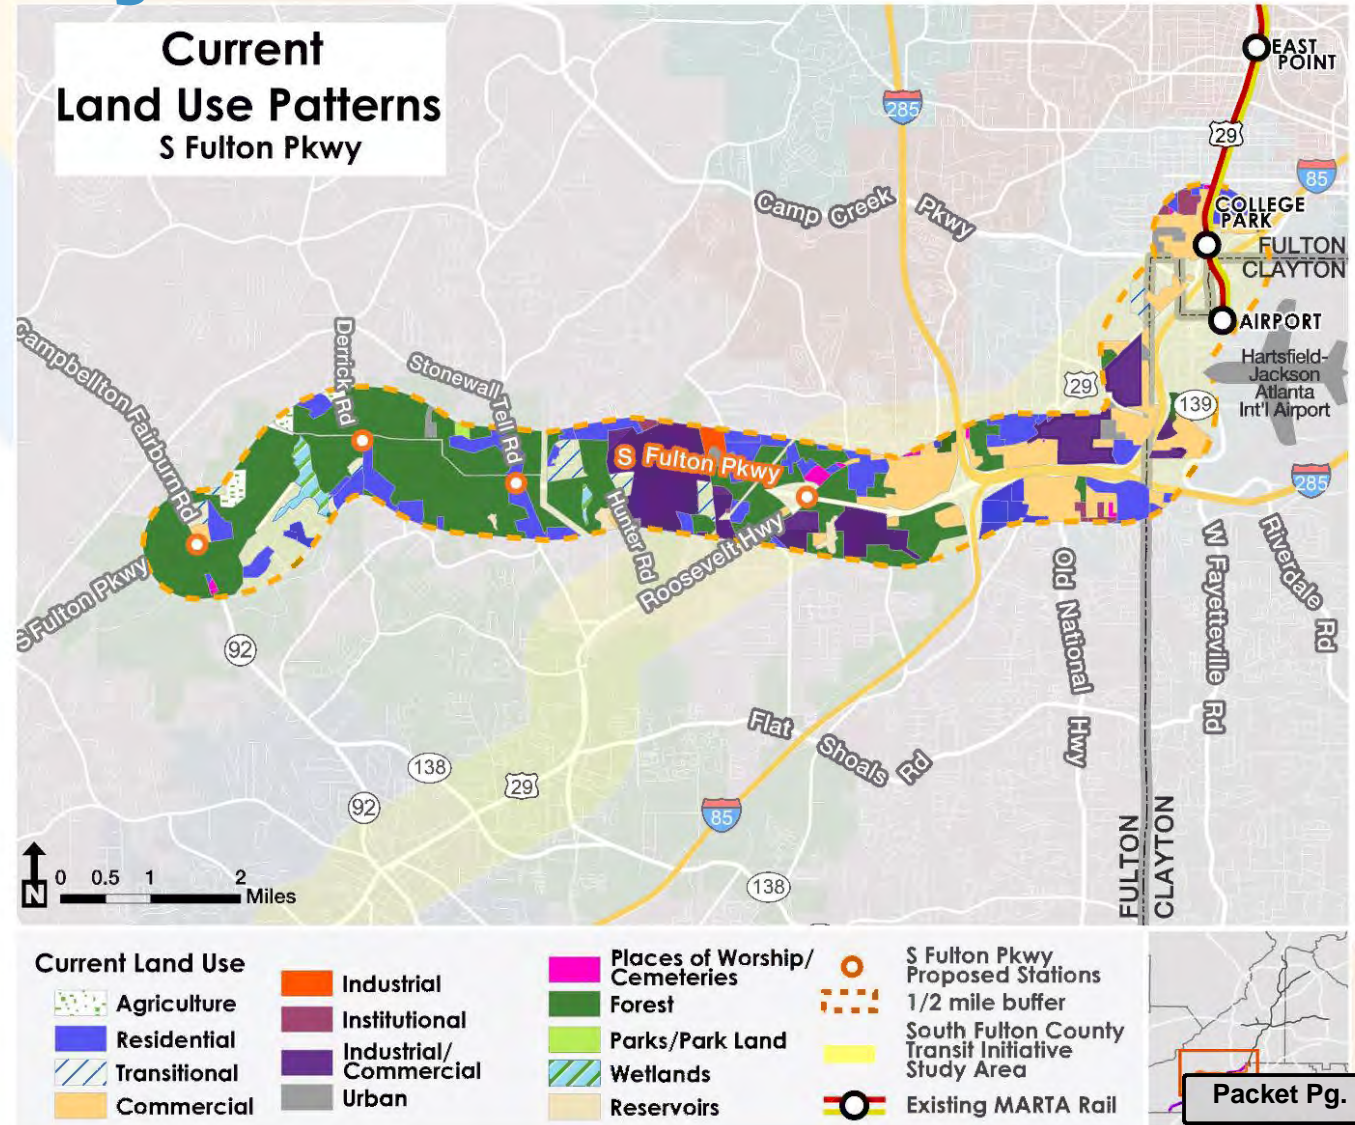 Current
Land Use Patterns
S Fulton Pkwy
EAST
POINT
285
29
85
Camp Creek Pkwy
COLLEGE
PARK
FULTON
CLAYTON
AIRPORT
Hartsfield-
Jackson
Atlanta
Int'l Airport
Campbellton Fairburn Rd
Derrick Rd
Stonewall Tell Rd
29
139
S Fulton Pkwy
285
Hunter Rd
Roosevelt Hwy
S Fulton Pkwy
Old National Hwy
W Fayetteville Rd
Riverdale Rd
92
Flat Shoals Rd
138
29
92
85
138
FULTON
CLAYTON
N
0 0.5 1 2
Miles
Current Land Use
Agriculture
Residential
Transitional
Commercial
Industrial
Institutional
Industrial/
Commercial
Urban
Places of Worship/
Cemeteries
Forest
Parks/Park Land
Wetlands
Reservoirs
S Fulton Pkwy
Proposed Stations
1/2 mile buffer
South Fulton County
Transit Initiative
Study Area
Existing MARTA Rail
Packet Pg.